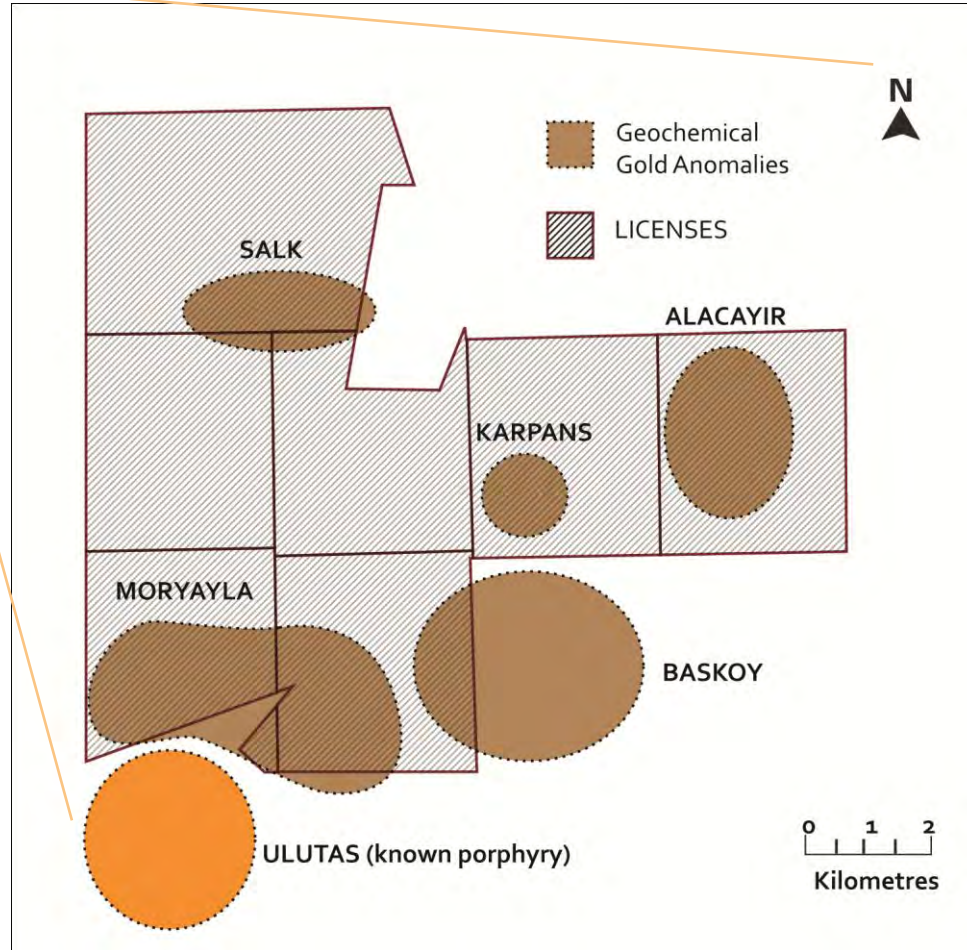 N
Geochemical
Gold Anomalies
LICENSES
SALK
ALACAYIR
KARPANS
MORYAYLA
BASKOY
ULUTAS (known porphyry)
0 1 2
Kilometres